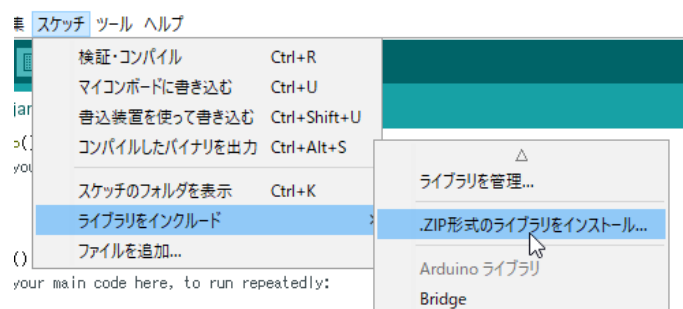 集 スケッチ ツール ヘルプ
検証・コンパイル Ctrl+R
マイコンボードに書き込む Ctrl+U
書込装置を使って書き込む Ctrl+Shift+U
コンパイルしたバイナリを出力 Ctrl+Alt+S
スケッチのフォルダを表示 Ctrl+K
ライブラリをインクルード
ファイルを追加...
ライブラリを管理...
.ZIP形式のライブラリをインストール...
Arduino ライブラリ
Bridge
jar
()
you
()
your main code here, to run repeatedly: